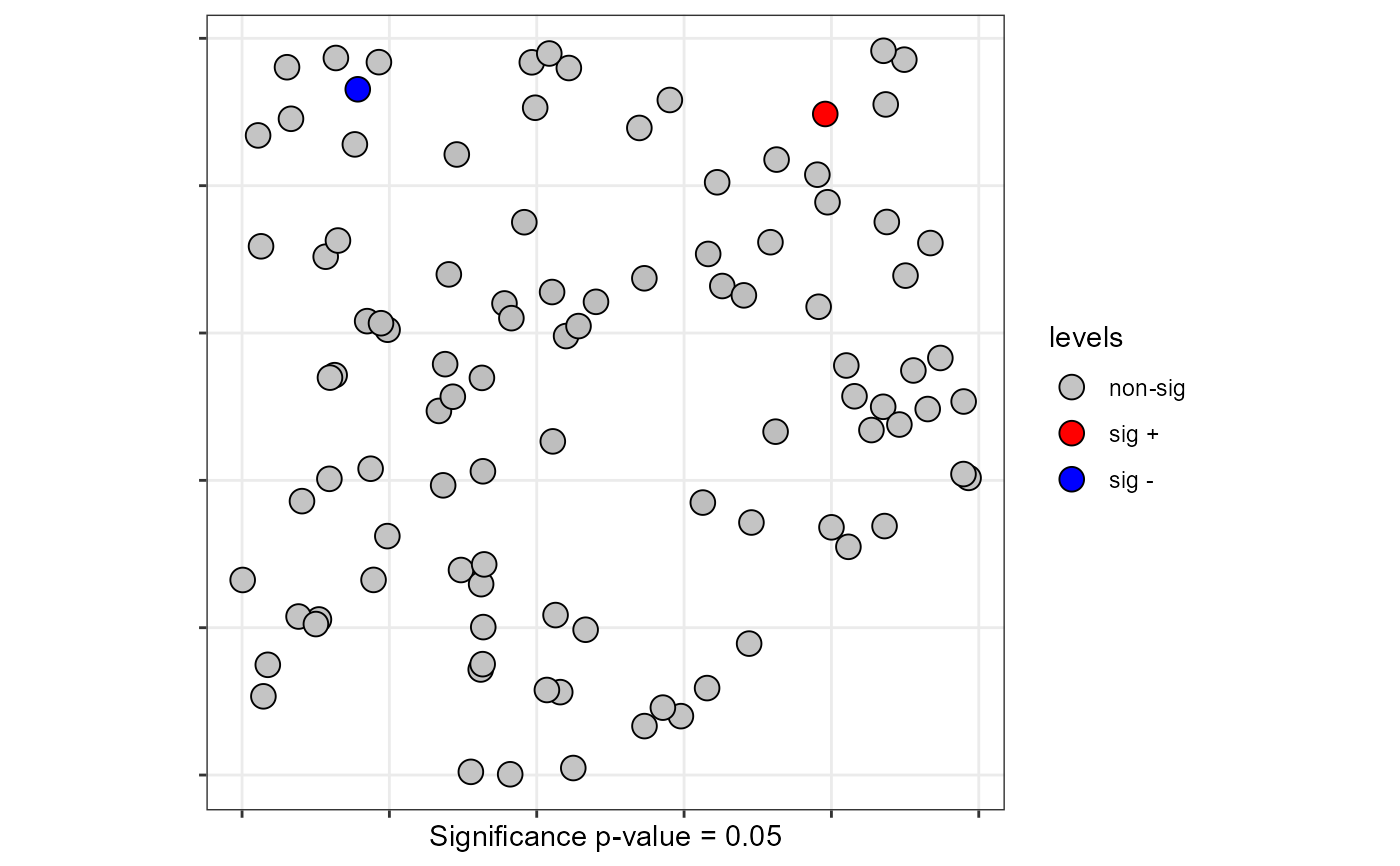 levels
non-sig
sig +
sig -
Significance p-value = 0.05